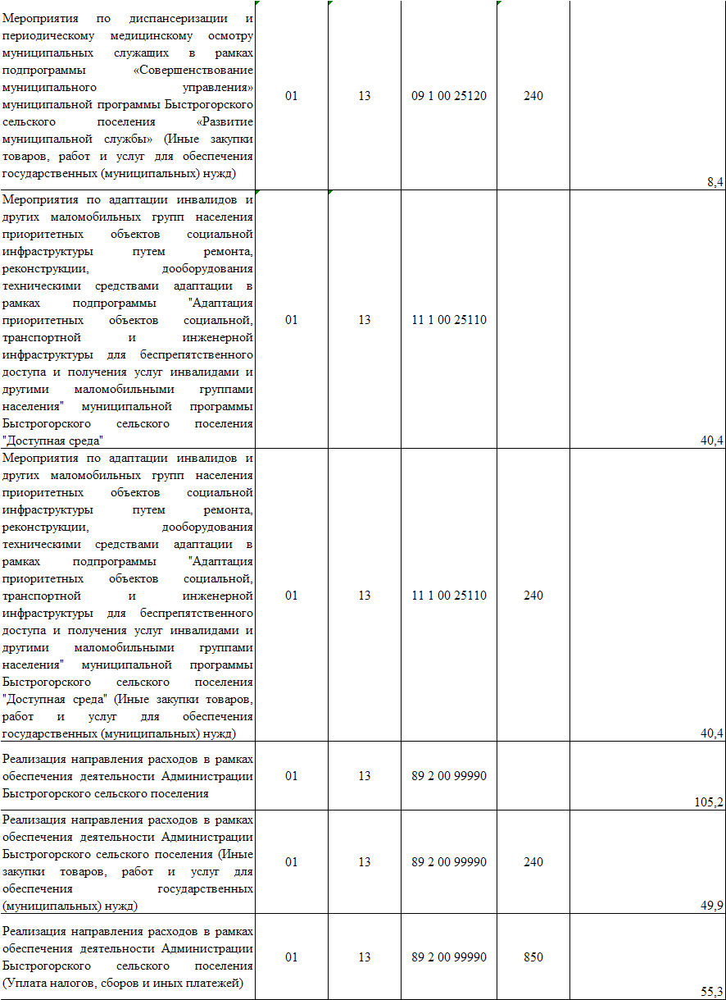 Мероприятия по диспансеризации и
периодическому медицинскому осмотру
муниципальных служащих в рамках
подпрограммы «Совершенствование
муниципального управления»
муниципальной программы Быстрогорского
сельского поселения «Развитие
муниципальной службы» (Иные закупки
товаров, работ и услуг для обеспечения
государственных (муниципальных) нужд)
01 13 09 1 00 25120 240 8,4
Мероприятия по адаптации инвалидов и
других маломобильных групп населения
приоритетных объектов социальной
инфраструктуры путем ремонта,
реконструкции, дооборудования
техническими средствами адаптации в
рамках подпрограммы "Адаптация
приоритетных объектов социальной,
транспортной и инженерной
инфраструктуры для беспрепятственного
доступа и получения услуг инвалидами и
другими маломобильными группами
населения" муниципальной программы
Быстрогорского сельского поселения
"Доступная среда"
01 13 11 1 00 25110 40,4
Мероприятия по адаптации инвалидов и
других маломобильных групп населения
приоритетных объектов социальной
инфраструктуры путем ремонта,
реконструкции, дооборудования
техническими средствами адаптации в
рамках подпрограммы "Адаптация
приоритетных объектов социальной,
транспортной и инженерной
инфраструктуры для беспрепятственного
доступа и получения услуг инвалидами и
другими маломобильными группами
населения" муниципальной программы
Быстрогорского сельского поселения
"Доступная среда" (Иные закупки товаров,
работ и услуг для обеспечения
государственных (муниципальных) нужд)
01 13 11 1 00 25110 240 40,4
Реализация направления расходов в рамках
обеспечения деятельности Администрации
Быстрогорского сельского поселения
01 13 89 2 00 99990 105,2
Реализация направления расходов в рамках
обеспечения деятельности Администрации
Быстрогорского сельского поселения (Иные
закупки товаров, работ и услуг для
обеспечения государственных
(муниципальных) нужд)
01 13 89 2 00 99990 240 49,9
Реализация направления расходов в рамках
обеспечения деятельности Администрации
Быстрогорского сельского поселения
(Уплата налогов, сборов и иных платежей)
01 13 89 2 00 99990 850 55,3